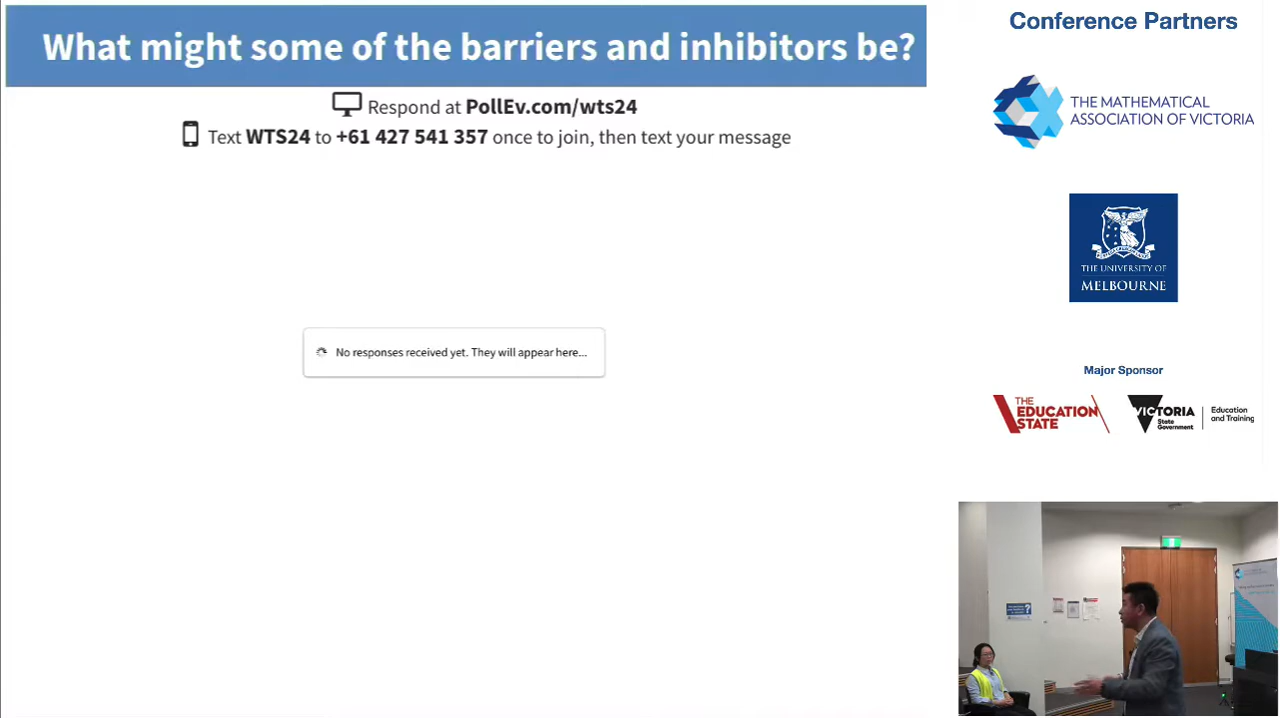 What might some of the barriers and inhibitors be?
Respond at PollEv.com/wts24
Text WTS24 to +61 427 541 357 once to join, then text your message
No responses received yet. They will appear here...
Conference Partners
THE MATHEMATICAL
ASSOCIATION OF VICTORIA
THE UNIVERSITY OF
MELBOURNE
Major Sponsor
THE
EDUCATION
STATE
VICTORIA
State
Government
Education
and Training